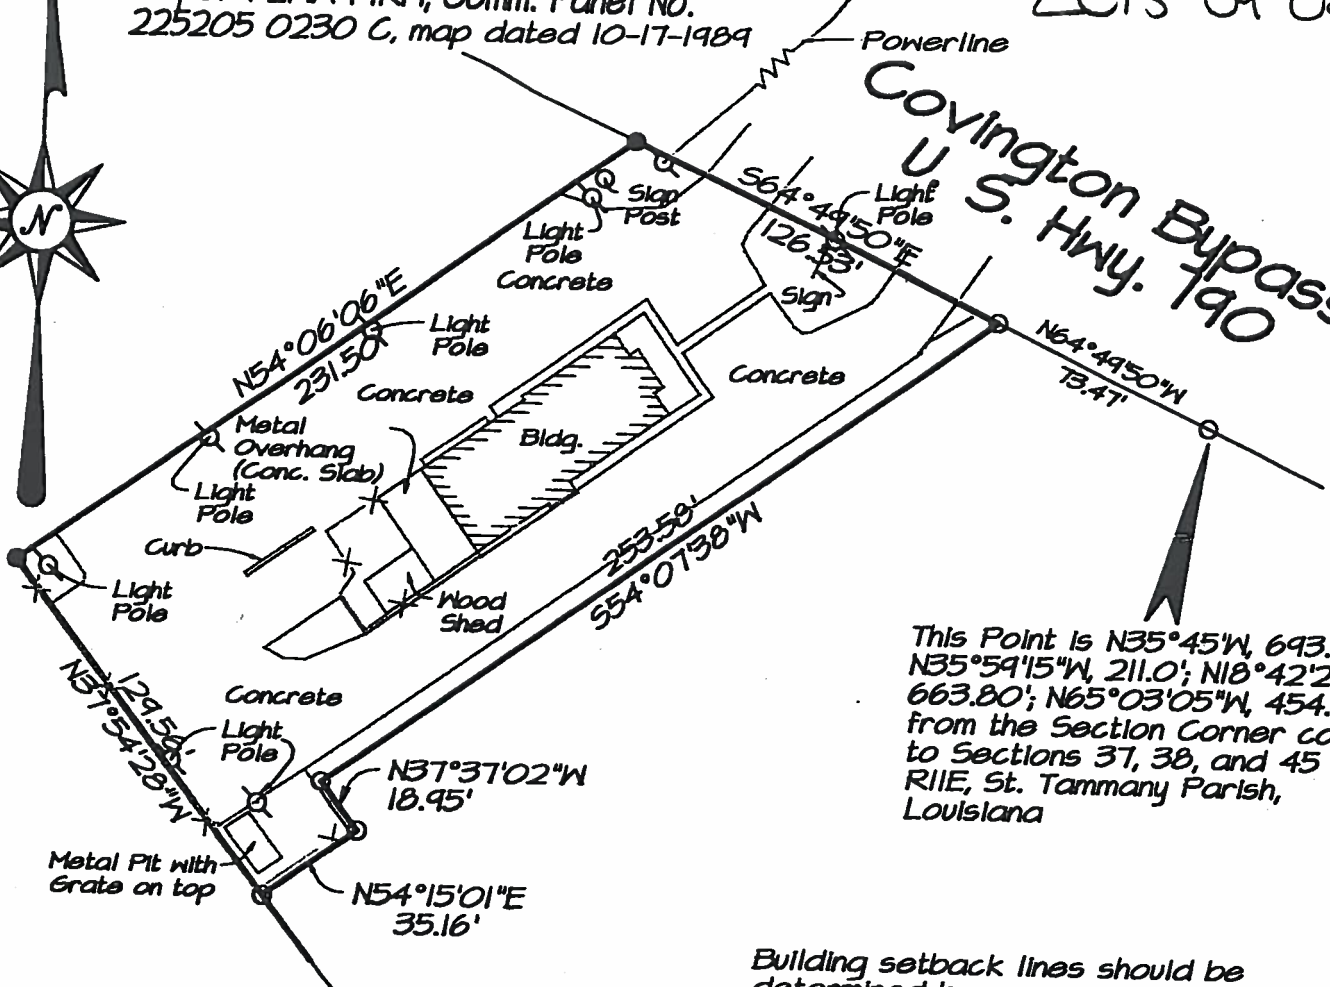 225205 0230 C, map dated 10-17-1989
Powerline
Covington Bypass
U. S. Hwy. 190
S64°49'50"E
126.53'
Light
Pole
Sign
Sign
Post
Light
Pole
Concrete
N54°06'06"E
231.50'
Light
Pole
Concrete
Concrete
N64°49'50"W
73.47'
Metal
Overhang
(Conc. Slab)
Bldg.
Light
Pole
Curb
253.58'
S54°07'38"W
Light
Pole
Wood
Shed
N
This Point is N35°45'W, 693.
N35°59'15"W, 211.0'; N18°42'2
663.80'; N65°03'05"W, 454.
from the Section Corner co
to Sections 37, 38, and 45
R11E, St. Tammany Parish,
Louisiana
Concrete
129.56'
N37°54'28"W
Light
Pole
N37°37'02"W
18.95'
Metal Pit with
Grate on top
N54°15'01"E
35.16'
Building setback lines should be